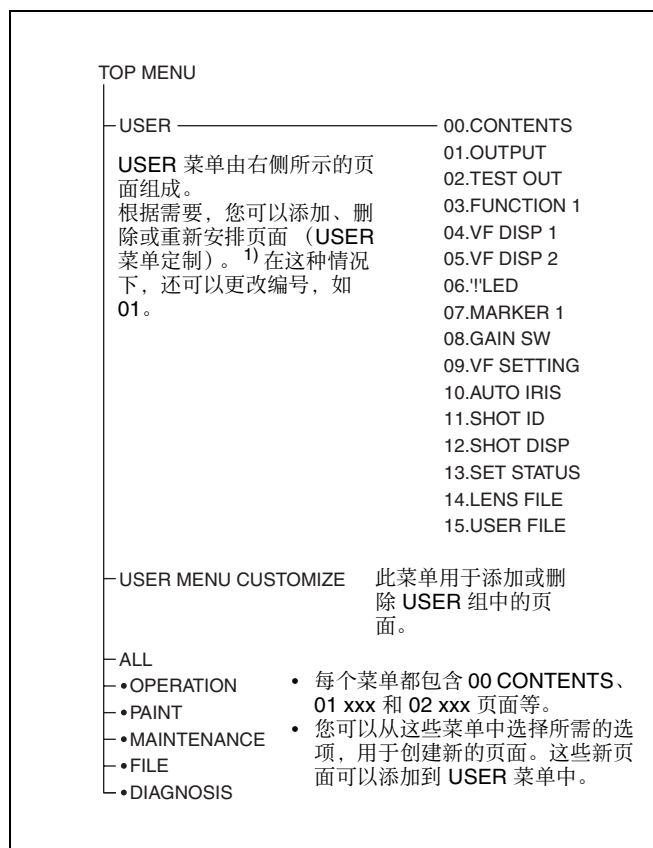 TOP MENU
USER
00.CONTENTS
01.OUTPUT
02.TEST OUT
03.FUNCTION 1
04.VF DISP 1
05.VF DISP 2
06.'!'LED
07.MARKER 1
08.GAIN SW
09.VF SETTING
10.AUTO IRIS
11.SHOT ID
12.SHOT DISP
13.SET STATUS
14.LENS FILE
15.USER FILE
USER 菜单由右侧所示的页
面组成。
根据需要，您可以添加、删
除或重新安排页面（USER
菜单定制）。1) 在这种情况
下，还可以更改编号，如
01。
USER MENU CUSTOMIZE
此菜单用于添加或删
除 USER 组中的页
面。
ALL
•OPERATION
•PAINT
•MAINTENANCE
•FILE
•DIAGNOSIS
• 每个菜单都包含 00 CONTENTS、
01 xxx 和 02 xxx 页面等。
• 您可以从这些菜单中选择所需的选
项，用于创建新的页面。这些新页
面可以添加到 USER 菜单中。